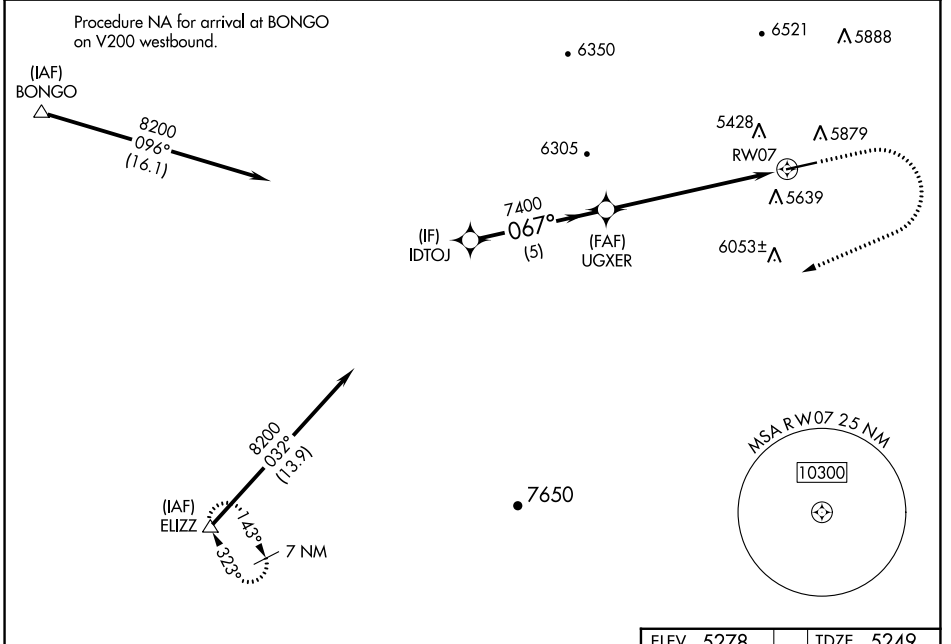 Procedure NA for arrival at BONGO
on V200 westbound.
(IAF)
BONGO
8200
096°
(16.1)
6350
6521
5888
6305
5428
5879
RW07
5639
6053±
7400
067°
(5)
(IF)
IDTOJ
(FAF)
UGXER
8200
032°
(13.9)
(IAF)
ELIZZ
143°
323°
7 NM
7650
MSA RW07 25 NM
10300
ELEV 5278
TDZE 5249